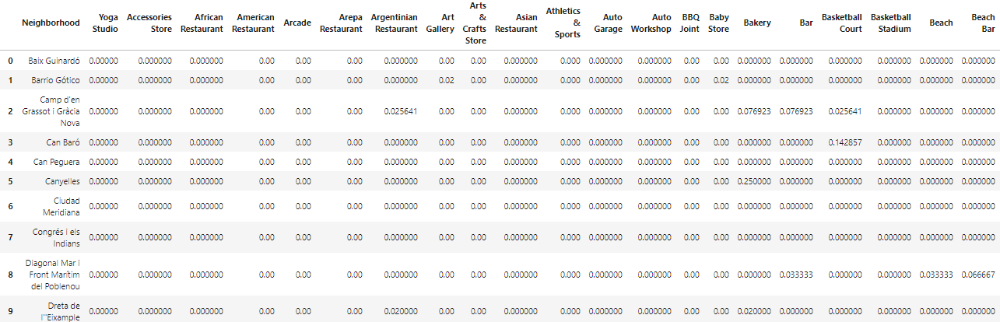 Neighborhood Yoga Studio Accessories Store African Restaurant American Restaurant Arcade Arepa Restaurant Argentinian Restaurant Art Gallery Arts & Crafts Store Asian Restaurant Athletics & Sports Auto Garage Auto Workshop BBQ Joint Baby Store Bakery Bar Basketball Court Basketball Stadium Beach Beach Bar
0 Baix Guinardó 0.00000 0.000000 0.000000 0.00 0.00 0.00 0.000000 0.00 0.00 0.000000 0.000 0.000000 0.000000 0.00 0.00 0.000000 0.000000 0.000000 0.000000 0.000000 0.000000
1 Barrio Gótico 0.00000 0.000000 0.000000 0.00 0.00 0.00 0.000000 0.02 0.00 0.000000 0.000 0.000000 0.000000 0.00 0.02 0.000000 0.000000 0.000000 0.000000 0.000000 0.000000
2 Camp d'en Grassot i Gràcia Nova 0.00000 0.000000 0.000000 0.00 0.00 0.00 0.025641 0.00 0.00 0.000000 0.000 0.000000 0.000000 0.00 0.00 0.076923 0.076923 0.025641 0.000000 0.000000 0.000000
3 Can Baró 0.00000 0.000000 0.000000 0.00 0.00 0.00 0.000000 0.00 0.00 0.000000 0.000 0.000000 0.000000 0.00 0.00 0.000000 0.000000 0.142857 0.000000 0.000000 0.000000
4 Can Peguera 0.00000 0.000000 0.000000 0.00 0.00 0.00 0.000000 0.00 0.00 0.000000 0.000 0.000000 0.000000 0.00 0.00 0.000000 0.000000 0.000000 0.000000 0.000000 0.000000
5 Canyelles 0.00000 0.000000 0.000000 0.00 0.00 0.00 0.000000 0.00 0.00 0.000000 0.000 0.000000 0.000000 0.00 0.00 0.250000 0.000000 0.000000 0.000000 0.000000 0.000000
6 Ciudad Meridiana 0.00000 0.000000 0.000000 0.00 0.00 0.00 0.000000 0.00 0.00 0.000000 0.000 0.000000 0.000000 0.00 0.00 0.000000 0.000000 0.000000 0.000000 0.000000 0.000000
7 Congrés i els Indians 0.00000 0.000000 0.000000 0.00 0.00 0.00 0.000000 0.00 0.00 0.000000 0.000 0.000000 0.000000 0.00 0.00 0.000000 0.000000 0.000000 0.000000 0.000000 0.000000
8 Diagonal Mar i Front Marítim del Poblenou 0.00000 0.000000 0.000000 0.00 0.00 0.00 0.000000 0.00 0.00 0.000000 0.000 0.000000 0.000000 0.00 0.00 0.000000 0.033333 0.000000 0.000000 0.033333 0.066667
9 Dreta de l''Eixample 0.00000 0.000000 0.000000 0.00 0.00 0.00 0.020000 0.00 0.00 0.000000 0.000 0.000000 0.000000 0.00 0.00 0.020000 0.000000 0.000000 0.000000 0.000000 0.000000